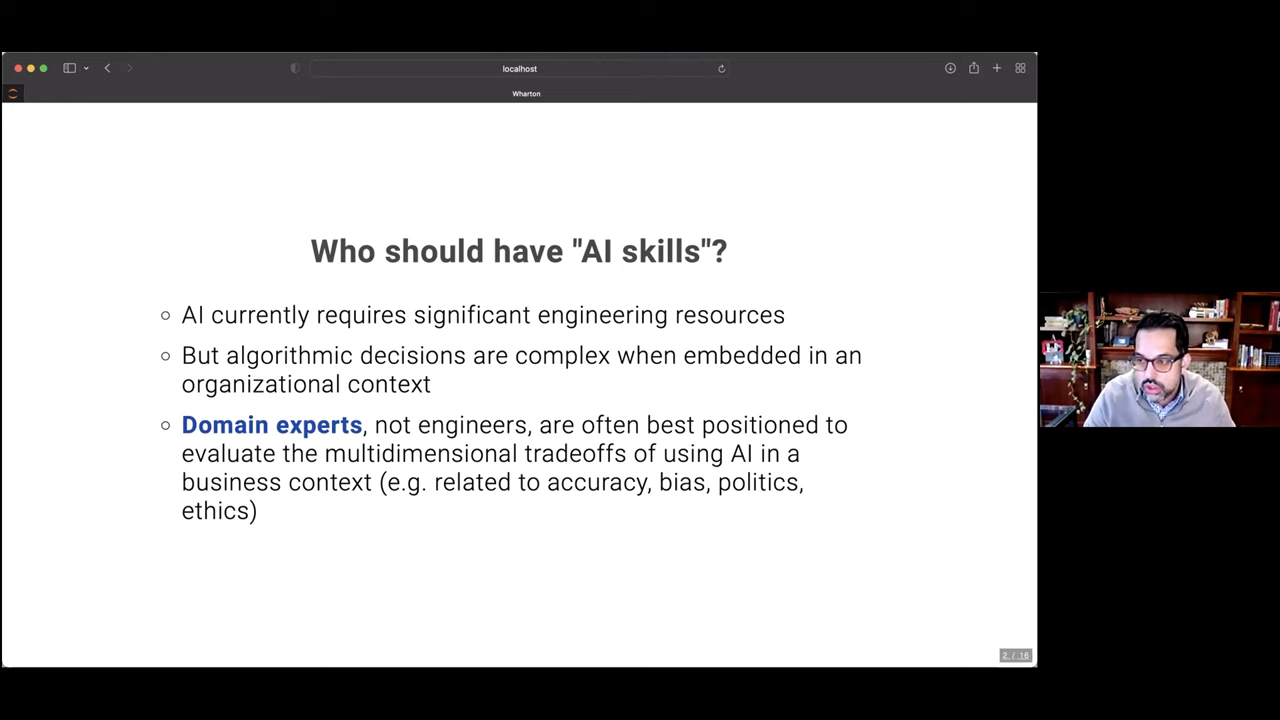 localhost
Wharton
Who should have "AI skills"?
AI currently requires significant engineering resources
But algorithmic decisions are complex when embedded in an
organizational context
Domain experts, not engineers, are often best positioned to
evaluate the multidimensional tradeoffs of using AI in a
business context (e.g. related to accuracy, bias, politics,
ethics)
2 / 16